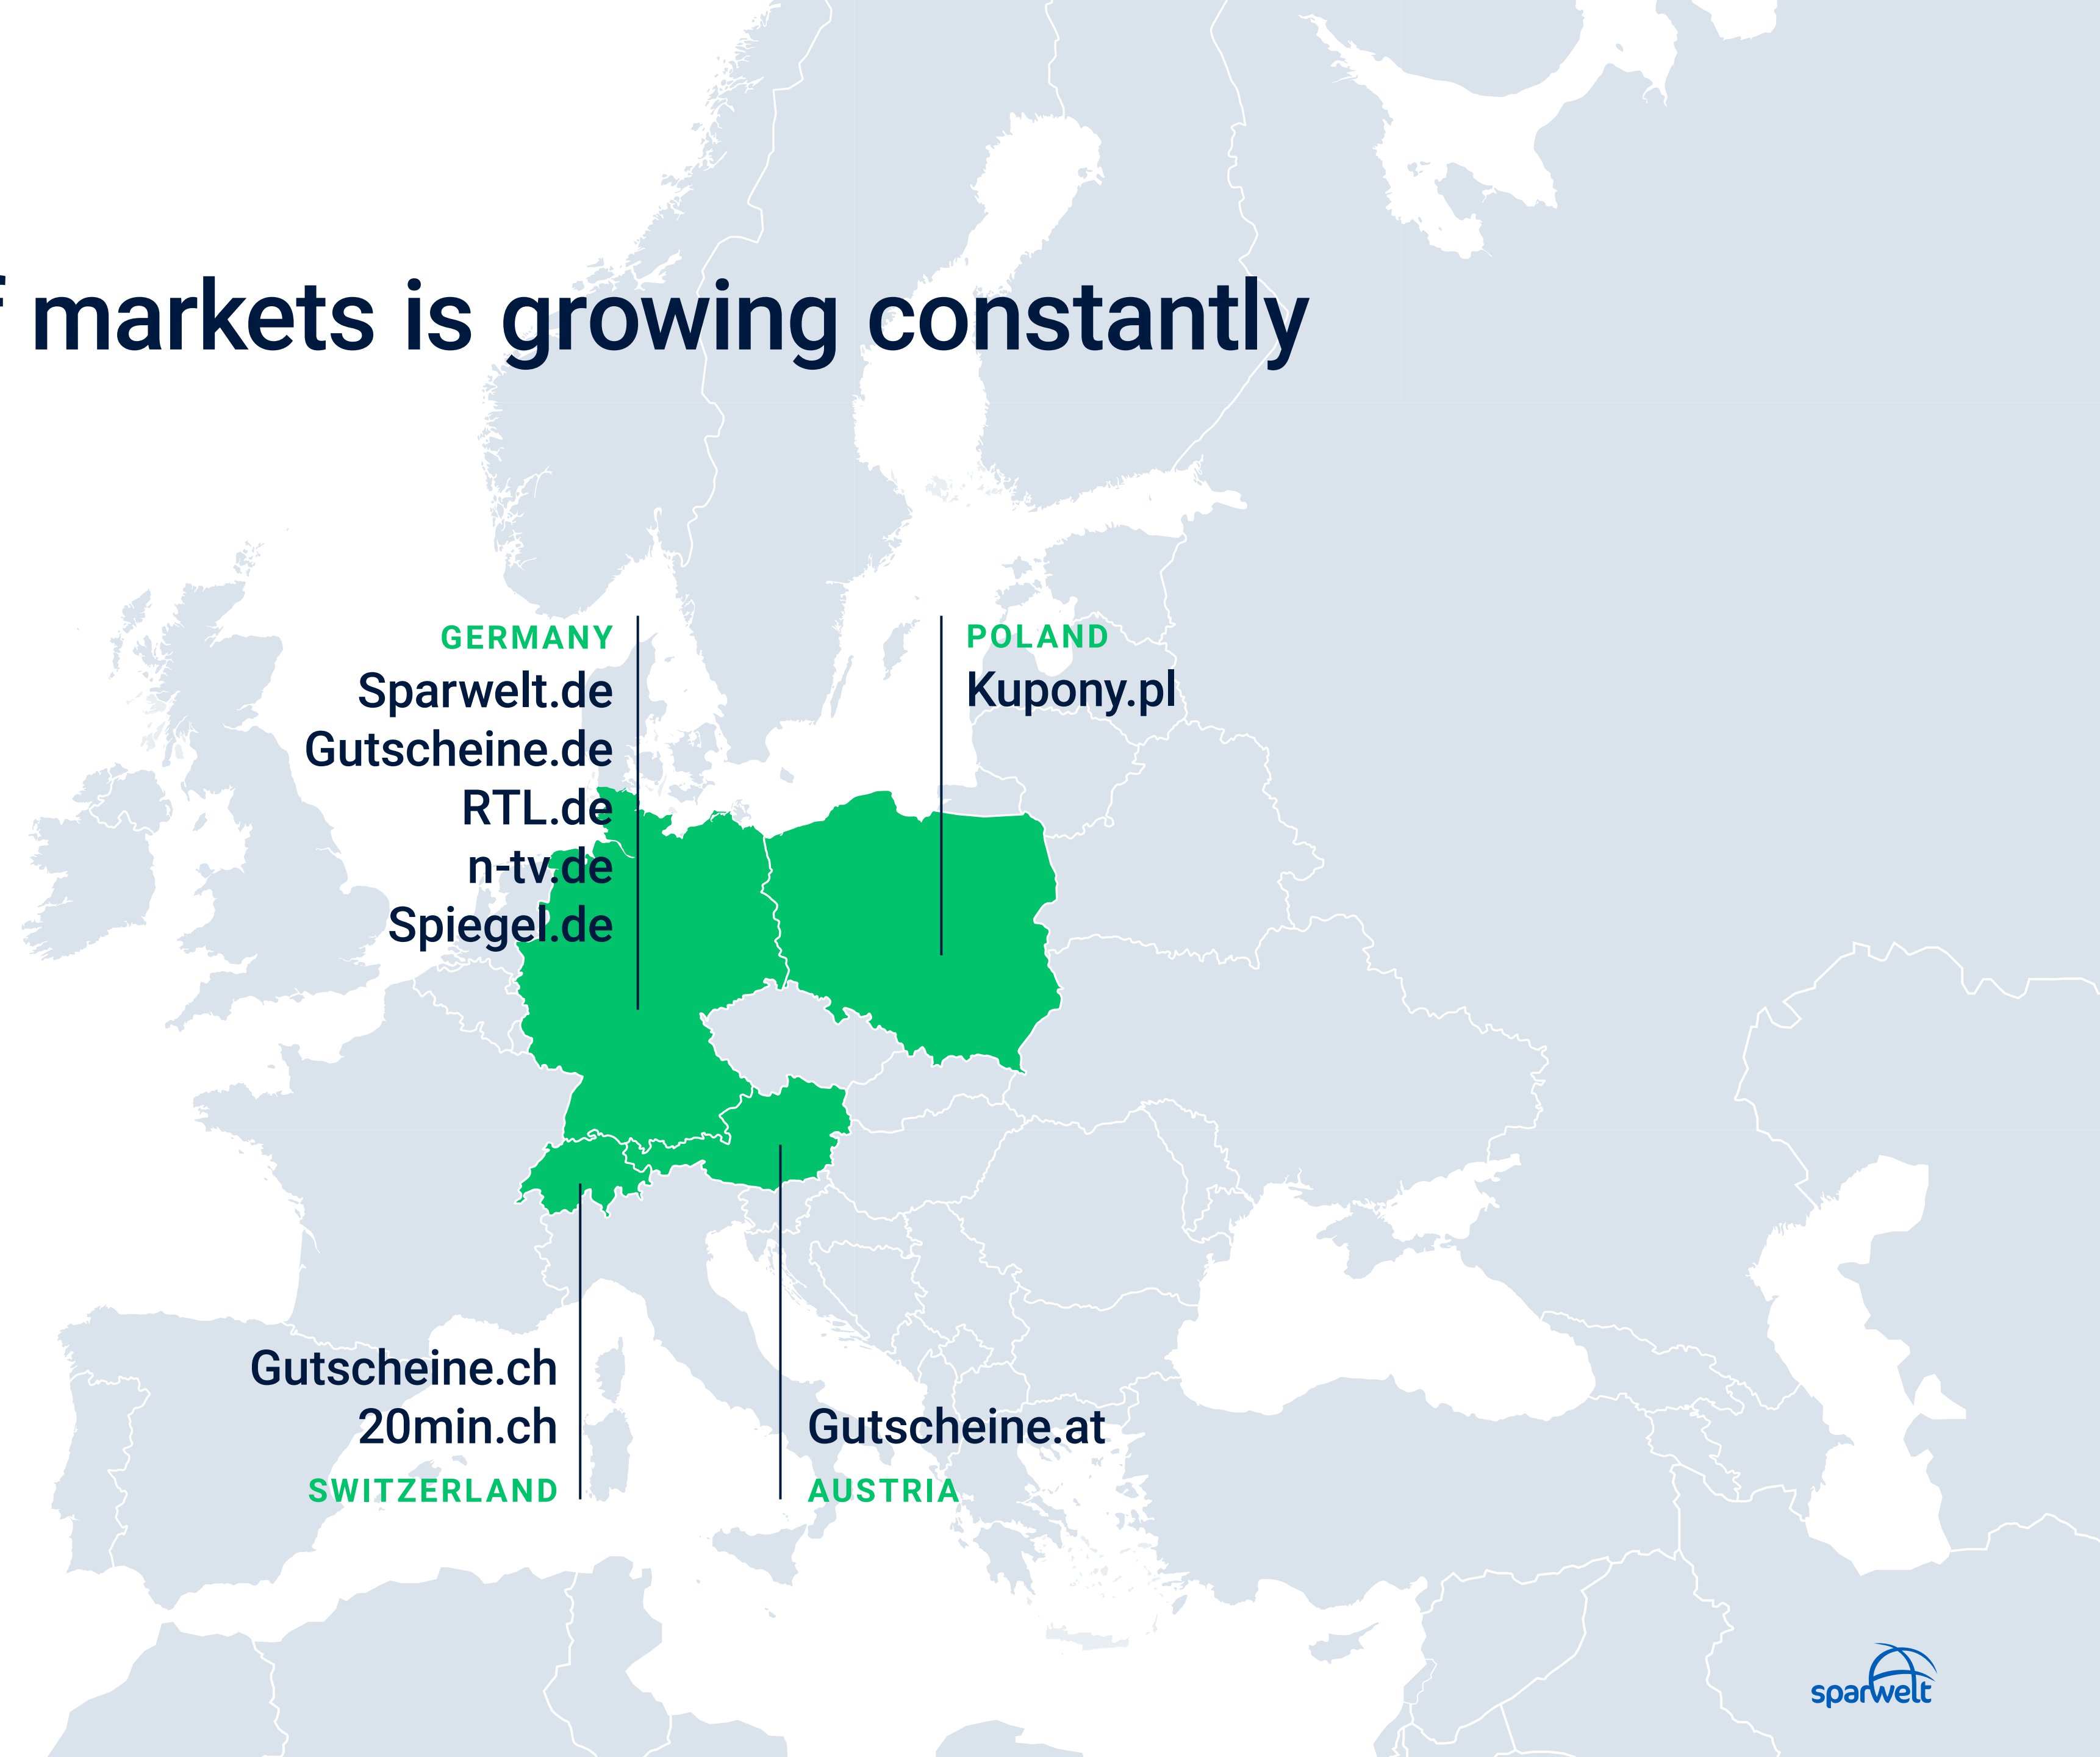 f markets is growing constantly
GERMANY
Sparwelt.de
Gutscheine.de
RTL.de
n-tv.de
Spiegel.de
POLAND
Kupony.pl
Gutscheine.ch
20min.ch
SWITZERLAND
Gutscheine.at
AUSTRIA
sparwelt